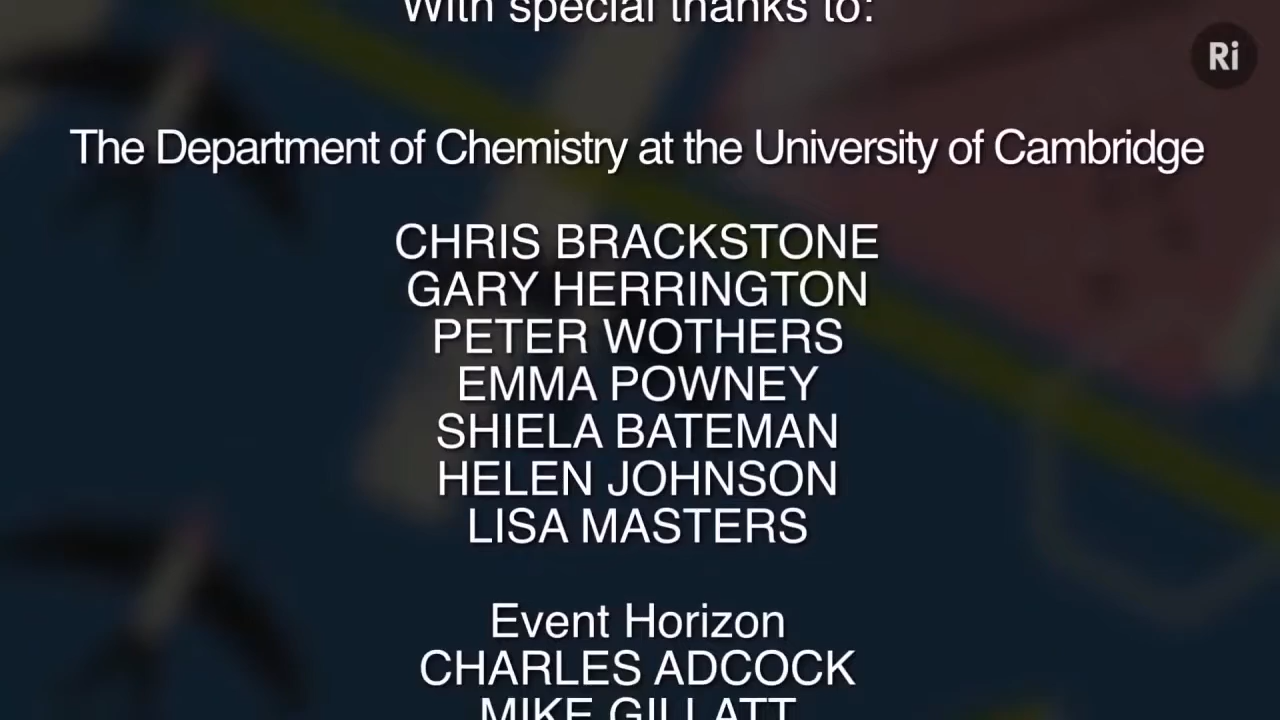 With special thanks to:
Ri
The Department of Chemistry at the University of Cambridge
CHRIS BRACKSTONE
GARY HERRINGTON
PETER WOTHERS
EMMA POWNEY
SHIELA BATEMAN
HELEN JOHNSON
LISA MASTERS
Event Horizon
CHARLES ADCOCK
MIKE GILLATT